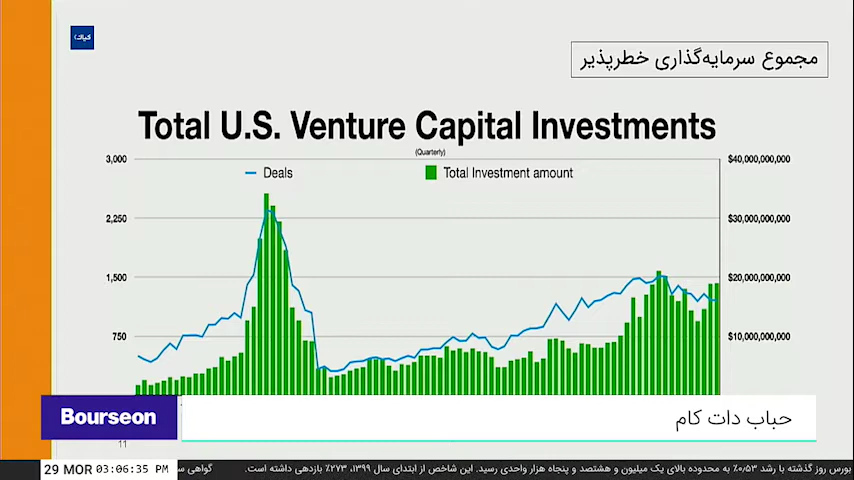 کیان
مجموع سرمایه‌گذاری خطرپذیر
Total U.S. Venture Capital Investments
(Quarterly)
Deals
Total Investment amount
3,000
$40,000,000,000
2,250
$30,000,000,000
1,500
$20,000,000,000
750
$10,000,000,000
Bourseon
حباب دات کام
11
29 MOR 03:06:35 PM
بورس روز گذشته با رشد ۰/۵۳٪ به محدوده بالای یک میلیون و هشتصد و پنجاه هزار واحدی رسید. این شاخص از ابتدای سال ۱۳۹۹، ۲۷۳٪ بازدهی داشته است. گواهی س